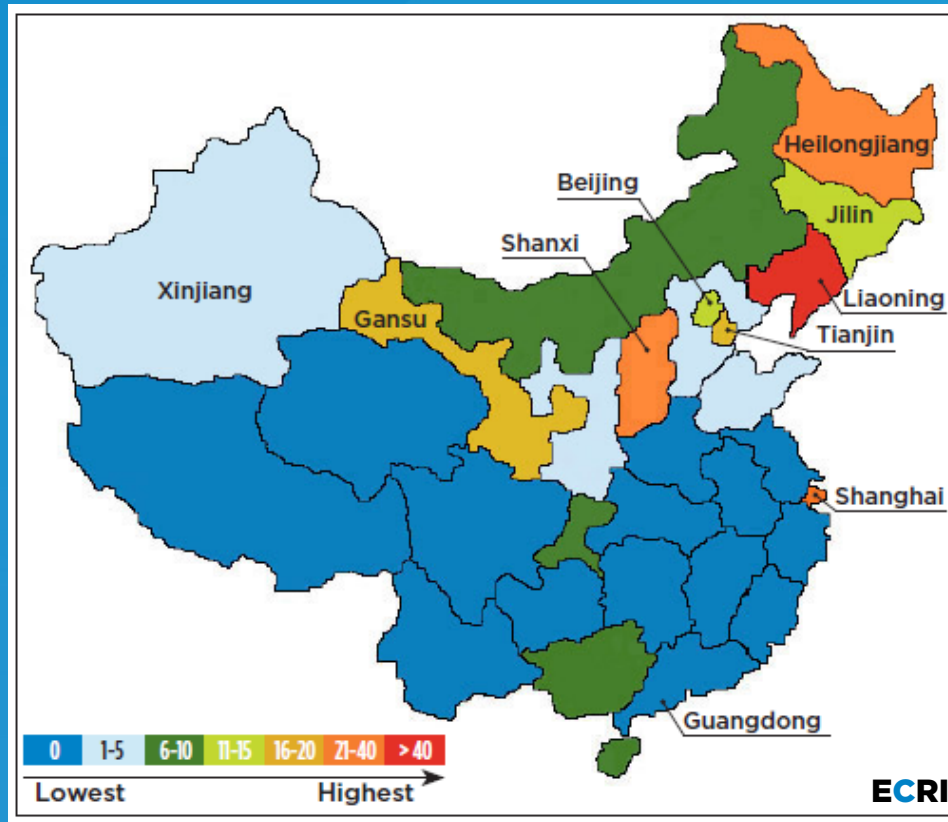 Heilongjiang
Beijing
Jilin
Shanxi
Xinjiang
Liaoning
Gansu
Tianjin
Shanghai
Guangdong
0 1-5 6-10 11-15 16-20 21-40 >40
Lowest Highest
ECRI